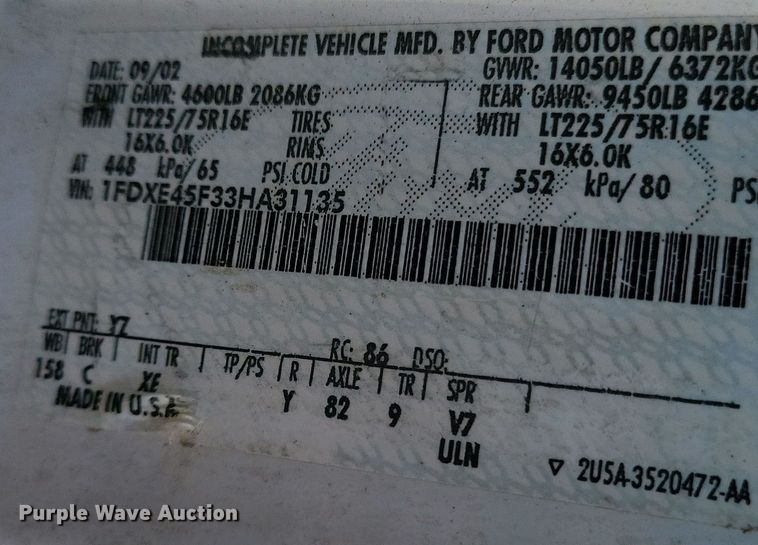 INCOMPLETE VEHICLE MFD. BY FORD MOTOR COMPANY
DATE: 09/02 GVWR: 14050LB/ 6372KG
FRONT GAWR: 4600LB 2086KG REAR GAWR: 9450LB 4286
WITH LT225/75R16E TIRES WITH LT225/75R16E
16X6.0K RIMS 16X6.0K
AT 448 kPa/65 PSI COLD AT 552 kPa/80 PS
VIN: 1FDXE45F33HA31135
EXT PNT: Y7 RC: 86 DSO:
WB BRK INT TR TP/PS R AXLE TR SPR
158 C XE Y 82 9 V7
MADE IN U.S.A. ULN
2U5A-3520472-AA
Purple Wave Auction